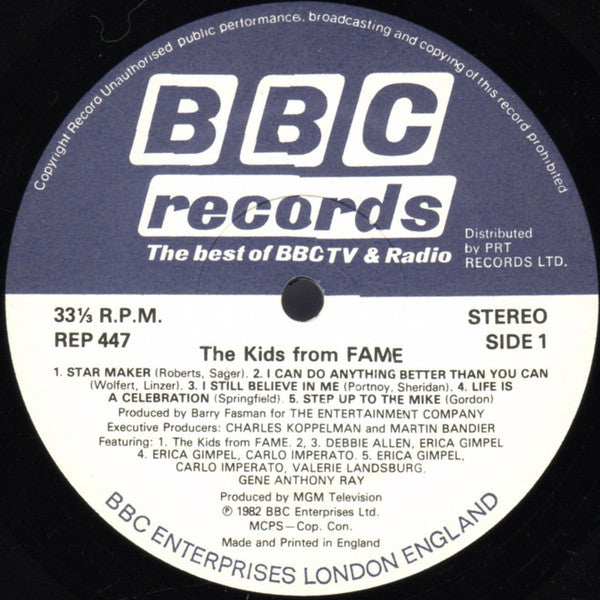 Copyright Record Unauthorised public performance, broadcasting and copying of this record prohibited
BBC
records
The best of BBC TV & Radio
Distributed
by PRT
RECORDS LTD.
33⅓ R.P.M.
REP 447
STEREO
SIDE 1
The Kids from FAME
1. STAR MAKER (Roberts, Sager). 2. I CAN DO ANYTHING BETTER THAN YOU CAN
(Wolfert, Linzer). 3. I STILL BELIEVE IN ME (Portnoy, Sheridan). 4. LIFE IS
A CELEBRATION (Springfield). 5. STEP UP TO THE MIKE (Gordon)
Produced by Barry Fasman for THE ENTERTAINMENT COMPANY
Executive Producers: CHARLES KOPPELMAN and MARTIN BANDIER
Featuring: 1. The Kids from FAME. 2, 3. DEBBIE ALLEN, ERICA GIMPEL
4. ERICA GIMPEL, CARLO IMPERATO. 5. ERICA GIMPEL,
CARLO IMPERATO, VALERIE LANDSBURG.
GENE ANTHONY RAY
Produced by MGM Television
℗ 1982 BBC Enterprises Ltd.
MCPS—Cop. Con.
Made and Printed in England
BBC ENTERPRISES LONDON ENGLAND